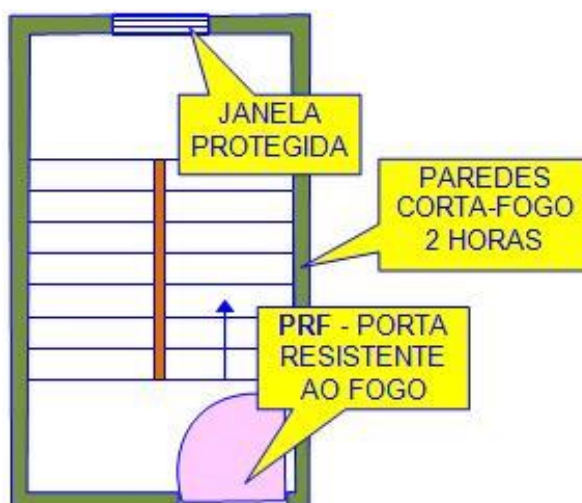 JANELA
PROTEGIDA
PAREDES
CORTA-FOGO
2 HORAS
PRF - PORTA
RESISTENTE
AO FOGO